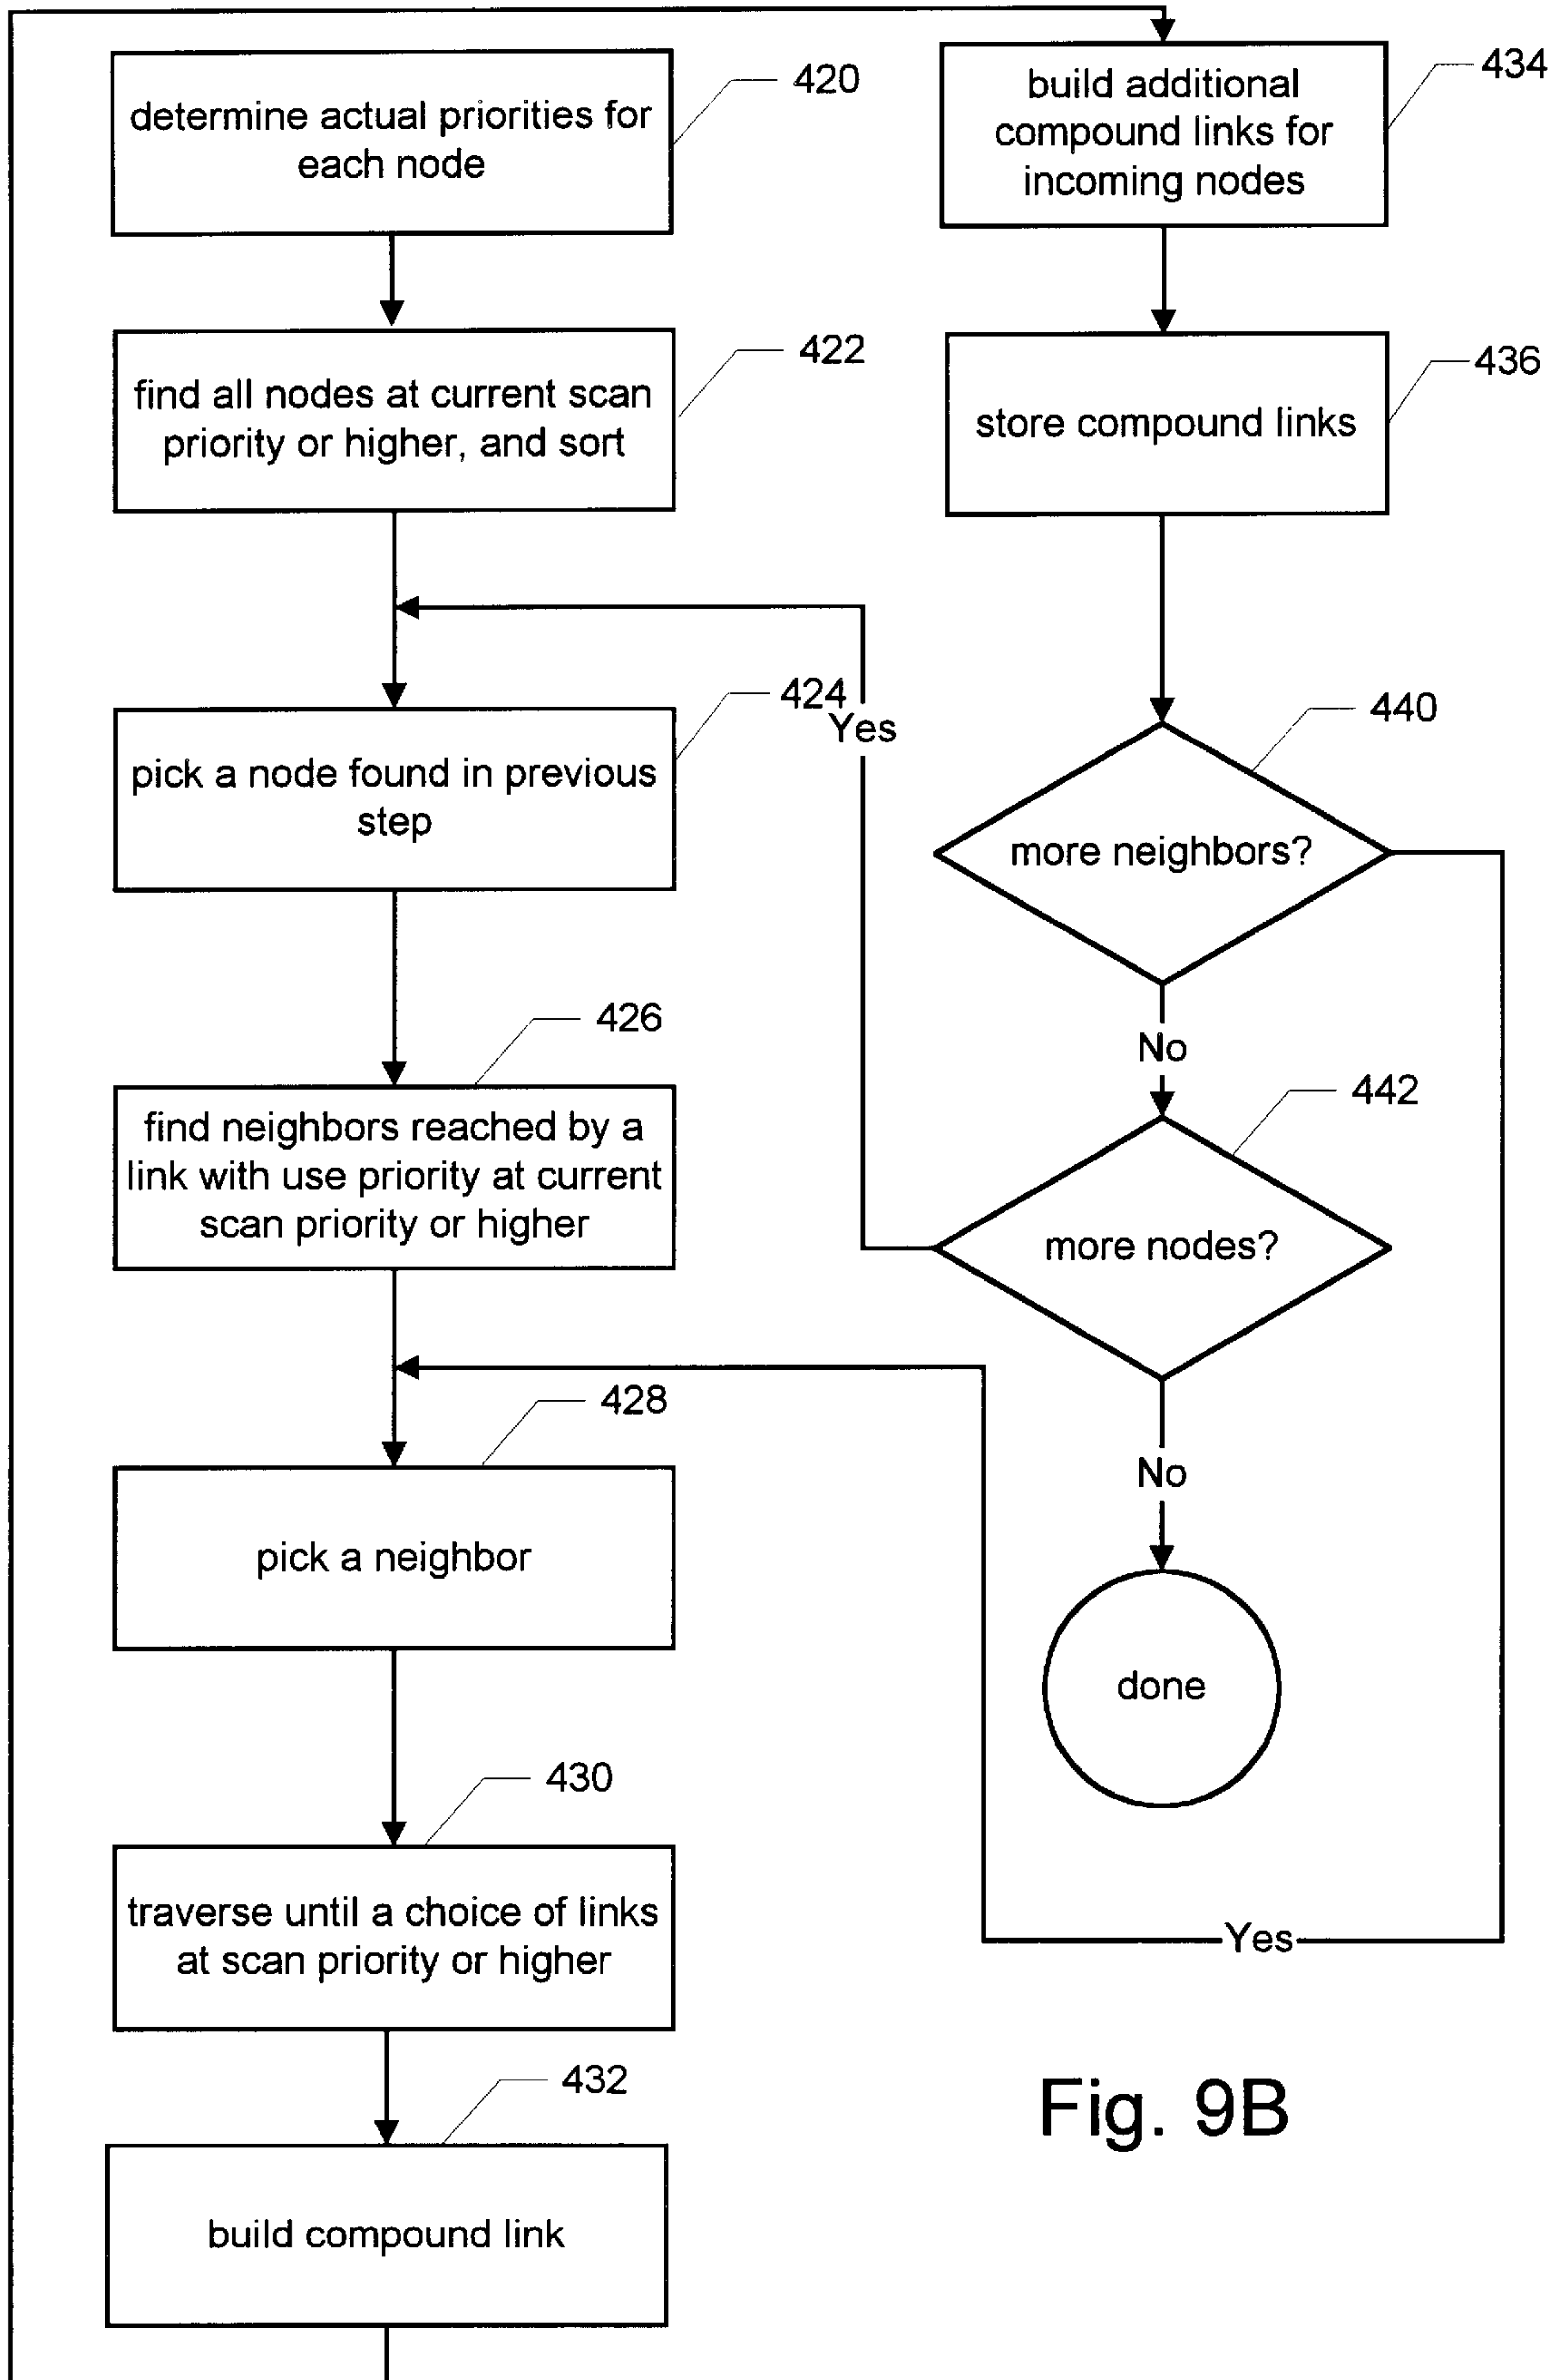 420
determine actual priorities for
each node
422
find all nodes at current scan
priority or higher, and sort
424
pick a node found in previous
step
426
find neighbors reached by a
link with use priority at current
scan priority or higher
428
pick a neighbor
430
traverse until a choice of links
at scan priority or higher
432
build compound link
434
build additional
compound links for
incoming nodes
436
store compound links
440
more neighbors?
No
Yes
442
more nodes?
Yes
No
done
Fig. 9B